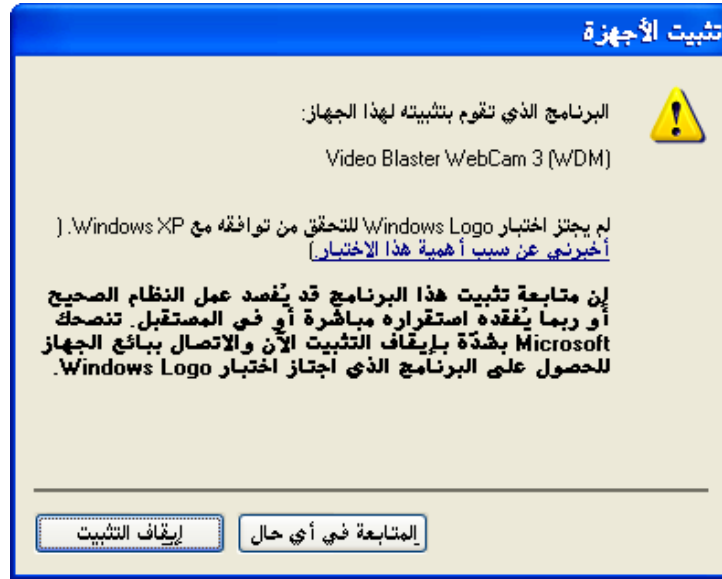 تثبيت الأجهزة
البرنامج الذي تقوم بتثبيته لهذا الجهاز:
Video Blaster WebCam 3 (WDM)
لم يجتز اختبار Windows Logo للتحقق من توافقه مع Windows XP. (
أخبرني عن سبب أهمية هذا الاختبار.)
إن متابعة تثبيت هذا البرنامج قد يُفسد عمل النظام الصحيح
أو ربما يُفقده استقراره مباشرة أو في المستقبل. تنصحك
Microsoft بشدّة بإيقاف التثبيت الآن والاتصال ببائع الجهاز
للحصول على البرنامج الذي اجتاز اختبار Windows Logo.
المتابعة في أي حال
إيقاف التثبيت